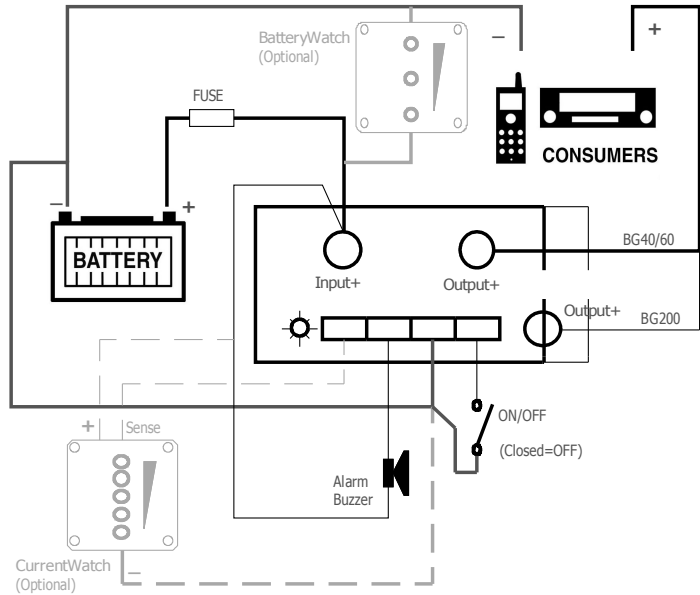 BatteryWatch
(Optional)
−
+
FUSE
CONSUMERS
−
+
BATTERY
BG40/60
Input+
Output+
Output+
BG200
+
Sense
ON/OFF
(Closed=OFF)
Alarm
Buzzer
CurrentWatch
(Optional)
−